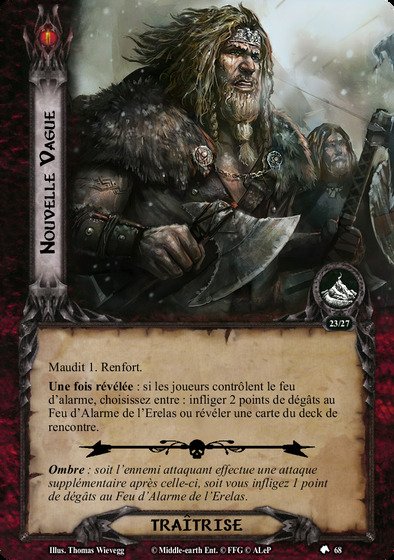 NOUVELLE VAGUE
23/27
Maudit 1. Renfort.
Une fois révélée : si les joueurs contrôlent le feu
d'alarme, choisissez entre : infliger 2 points de dégâts au
Feu d'Alarme de l'Erelas ou révéler une carte du deck de
rencontre.
Ombre : soit l'ennemi attaquant effectue une attaque
supplémentaire après celle-ci, soit vous infligez 1 point
de dégâts au Feu d'Alarme de l'Erelas.
TRAÎTRISE
Illus. Thomas Wievegg
© Middle-earth Ent. © FFG © ALeP
68